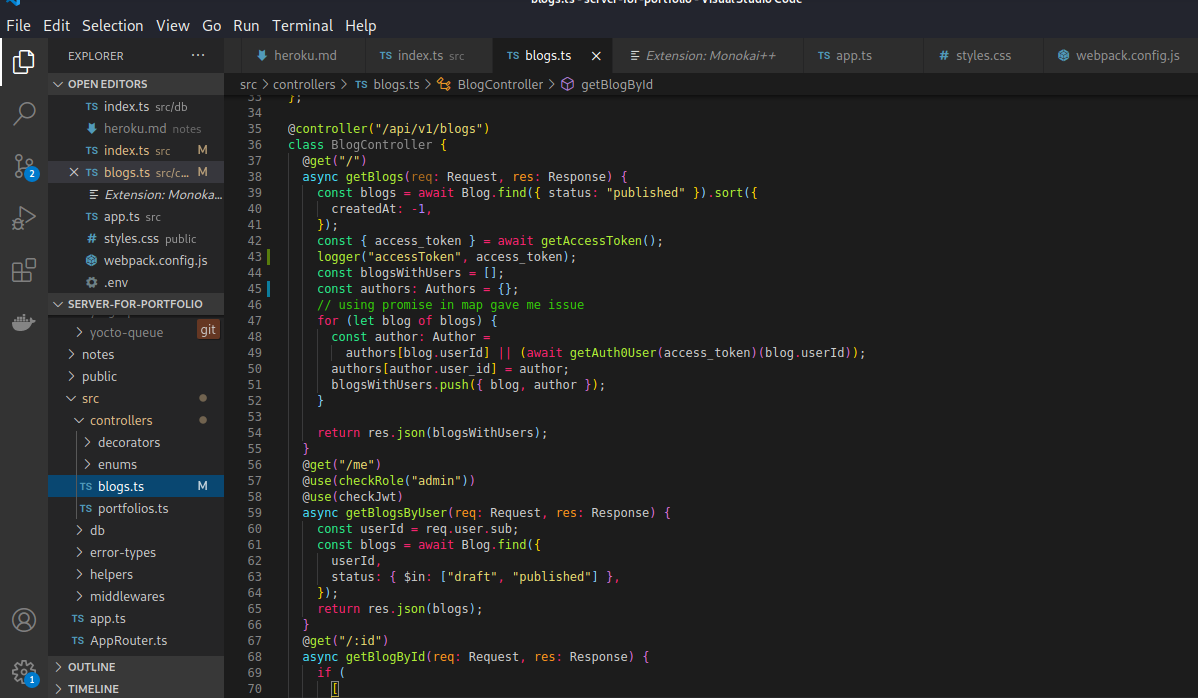 blogs.ts - server-for-portfolio - Visual Studio Code
File Edit Selection View Go Run Terminal Help
EXPLORER ···
heroku.md
TS index.ts src
TS blogs.ts ×
Extension: Monokai++
TS app.ts
# styles.css
webpack.config.js
OPEN EDITORS
TS index.ts src/db
heroku.md notes
TS index.ts src M
× TS blogs.ts src/c... M
Extension: Monoka...
TS app.ts src
# styles.css public
webpack.config.js
.env
SERVER-FOR-PORTFOLIO
yocto-queue git
notes
public
src
controllers
decorators
enums
TS blogs.ts M
TS portfolios.ts
db
error-types
helpers
middlewares
TS app.ts
TS AppRouter.ts
OUTLINE
TIMELINE
2
1
src > controllers > TS blogs.ts > BlogController > getBlogById
33 };
34
35 @controller("/api/v1/blogs")
36 class BlogController {
37 @get("/")
38 async getBlogs(req: Request, res: Response) {
39 const blogs = await Blog.find({ status: "published" }).sort({
40 createdAt: -1,
41 });
42 const { access_token } = await getAccessToken();
43 logger("accessToken", access_token);
44 const blogsWithUsers = [];
45 const authors: Authors = {};
46 // using promise in map gave me issue
47 for (let blog of blogs) {
48 const author: Author =
49 authors[blog.userId] || (await getAuth0User(access_token)(blog.userId));
50 authors[author.user_id] = author;
51 blogsWithUsers.push({ blog, author });
52 }
53
54 return res.json(blogsWithUsers);
55 }
56 @get("/me")
57 @use(checkRole("admin"))
58 @use(checkJwt)
59 async getBlogsByUser(req: Request, res: Response) {
60 const userId = req.user.sub;
61 const blogs = await Blog.find({
62 userId,
63 status: { $in: ["draft", "published"] },
64 });
65 return res.json(blogs);
66 }
67 @get("/:id")
68 async getBlogById(req: Request, res: Response) {
69 if (
70 [